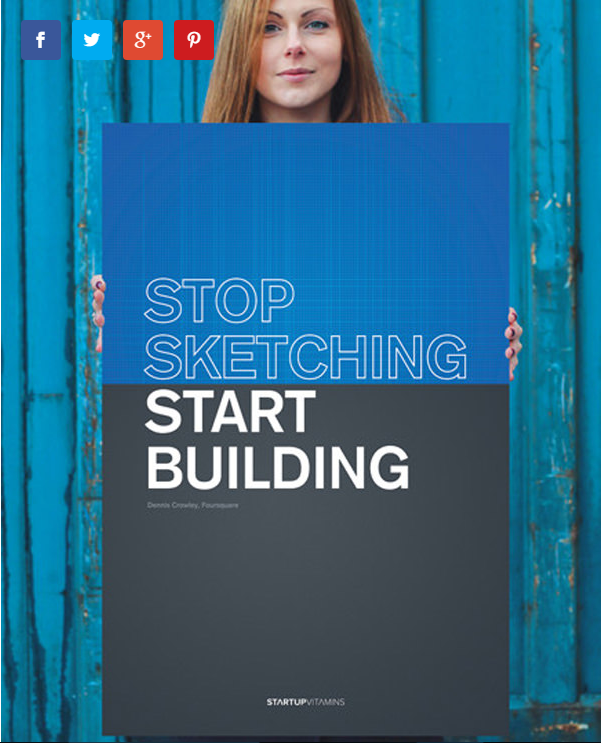 STOP
SKETCHING
START
BUILDING
Dennis Crowley, Foursquare
STARTUPVITAMINS